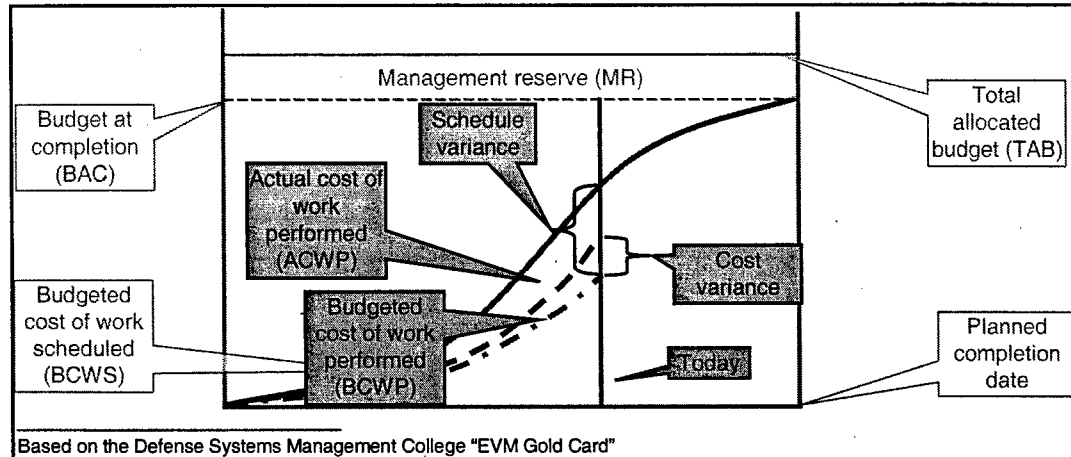 Management reserve (MR)
Budget at
completion
(BAC)
Schedule
variance
Total
allocated
budget (TAB)
Actual cost of
work
performed
(ACWP)
Cost
variance
Budgeted
cost of work
scheduled
(BCWS)
Budgeted
cost of work
performed
(BCWP)
Today
Planned
completion
date
Based on the Defense Systems Management College “EVM Gold Card”